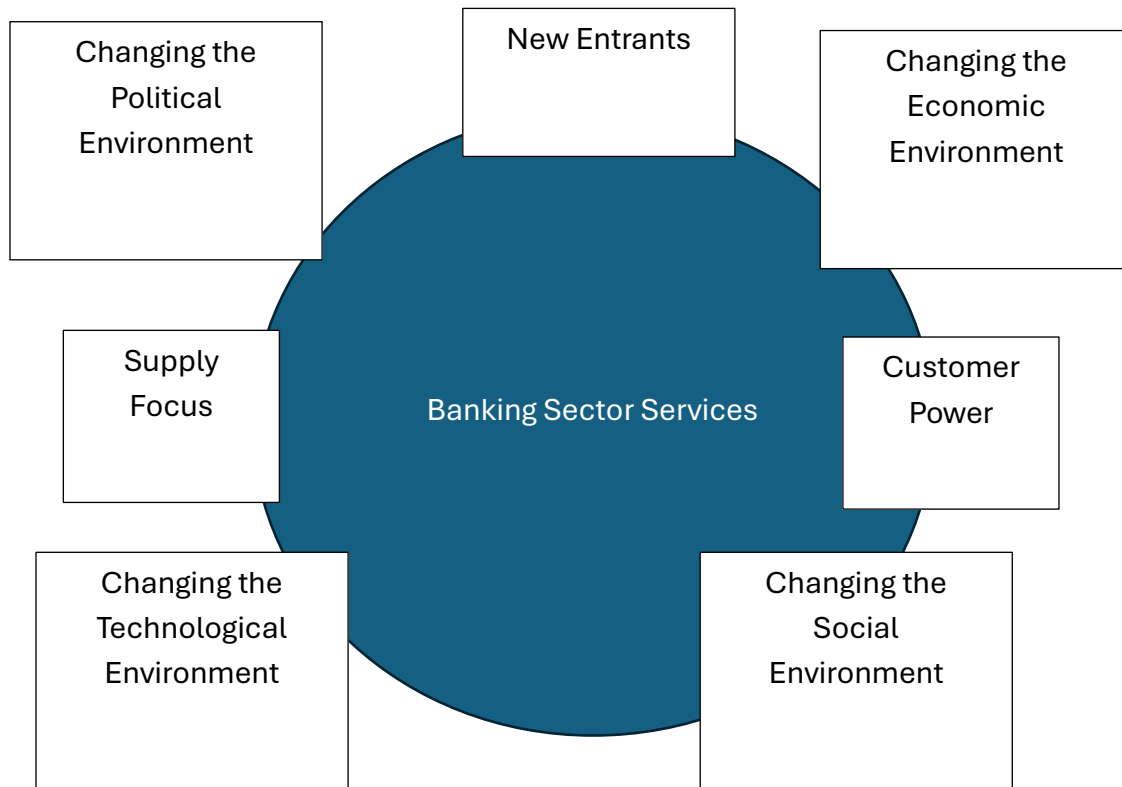 Changing the
Political
Environment
New Entrants
Changing the
Economic
Environment
Supply
Focus
Banking Sector Services
Customer
Power
Changing the
Technological
Environment
Changing the
Social
Environment